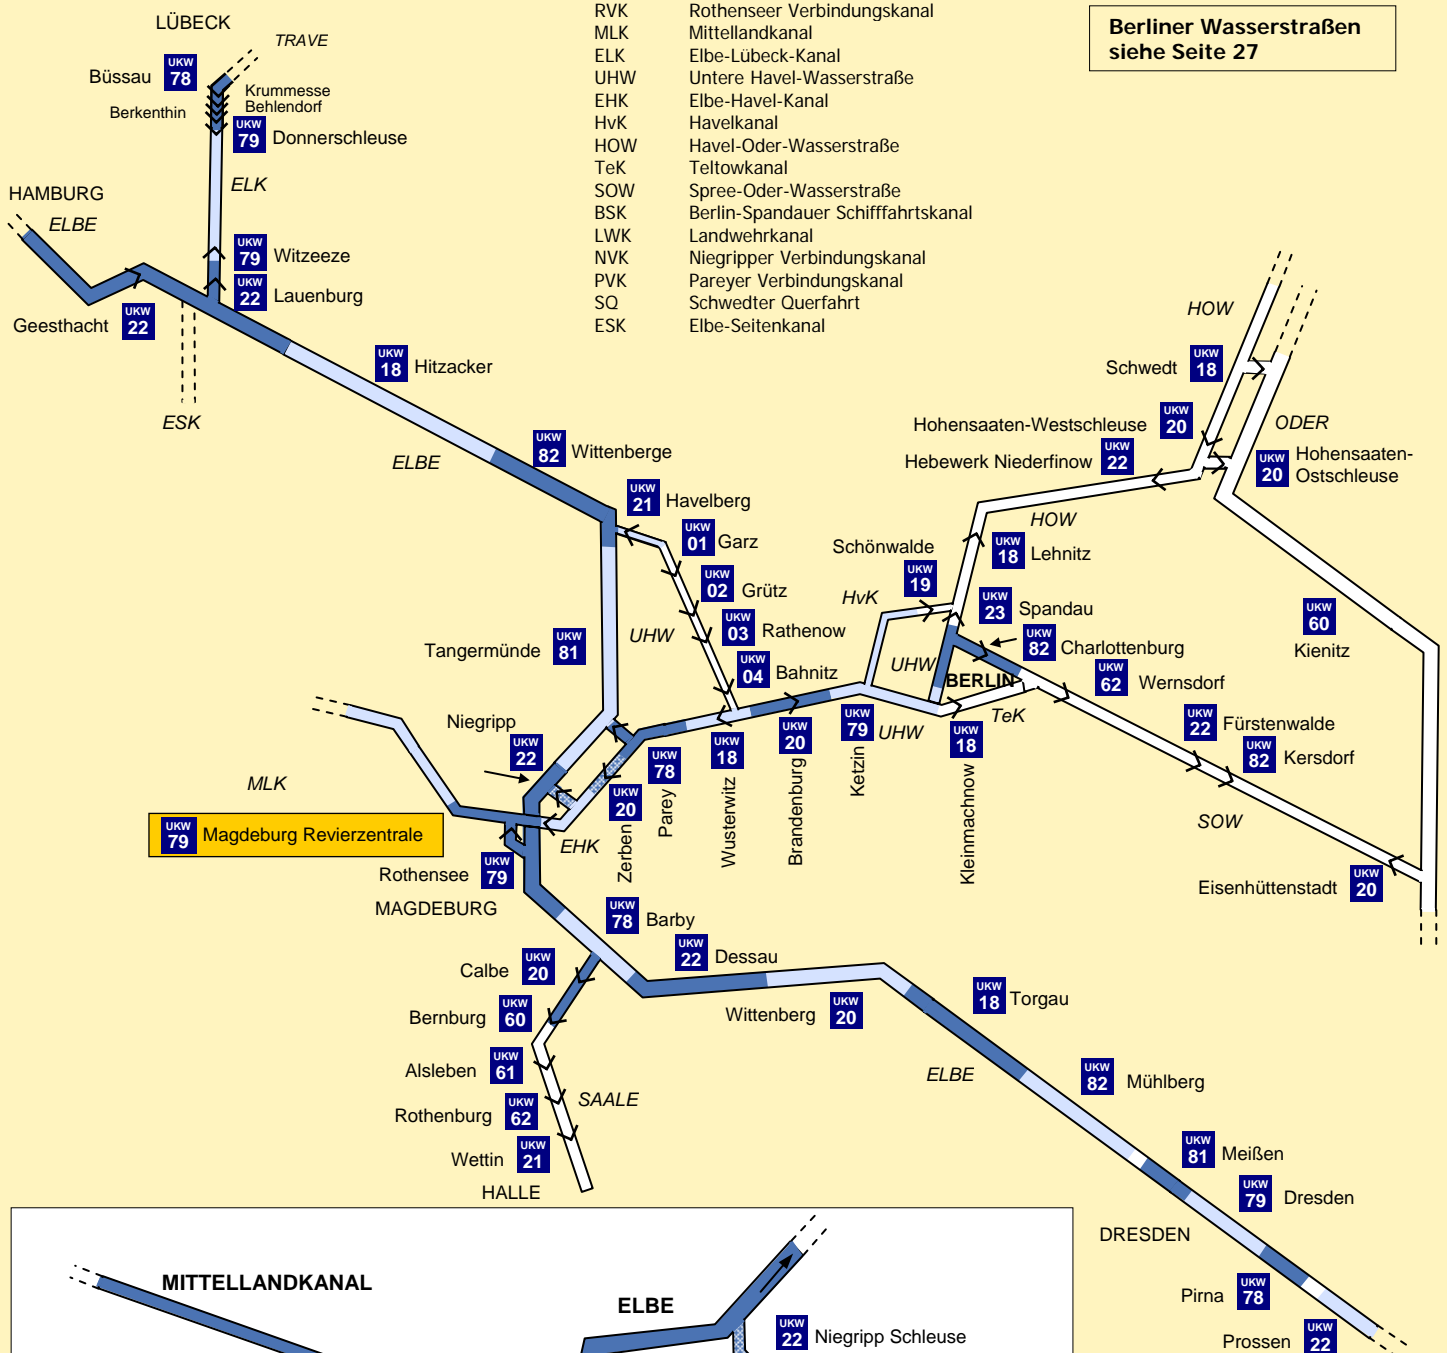 RVK Rothenseer Verbindungskanal
MLK Mittellandkanal
ELK Elbe-Lübeck-Kanal
UHW Untere Havel-Wasserstraße
EHK Elbe-Havel-Kanal
HvK Havelkanal
HOW Havel-Oder-Wasserstraße
TeK Teltowkanal
SOW Spree-Oder-Wasserstraße
BSK Berlin-Spandauer Schifffahrtskanal
LWK Landwehrkanal
NVK Niegripper Verbindungskanal
PVK Pareyer Verbindungskanal
SQ Schwedter Querfahrt
ESK Elbe-Seitenkanal
Berliner Wasserstraßen
siehe Seite 27
LÜBECK
TRAVE
Büssau UKW 78
Krummesse
Behlendorf
Berkenthin
UKW 79 Donnerschleuse
ELK
HAMBURG
ELBE
UKW 79 Witzeeze
UKW 22 Lauenburg
Geesthacht UKW 22
ESK
UKW 18 Hitzacker
ELBE
UKW 82 Wittenberge
UKW 21 Havelberg
UKW 01 Garz
UKW 02 Grütz
UKW 03 Rathenow
UKW 04 Bahnitz
UHW
Tangermünde UKW 81
Niegripp
UKW 22
MLK
UKW 79 Magdeburg Revierzentrale
Rothensee UKW 79
MAGDEBURG
EHK
UKW 20 Zerben
UKW 78 Parey
UKW 18 Wusterwitz
UKW 20 Brandenburg
UKW 79 Ketzin
UHW
UKW 18 Kleinmachnow
TeK
BERLIN
UHW
HvK
Schönwalde
UKW 19
UKW 23 Spandau
UKW 82 Charlottenburg
UKW 62 Wernsdorf
UKW 22 Fürstenwalde
UKW 82 Kersdorf
SOW
Eisenhüttenstadt UKW 20
UKW 18 Lehnitz
HOW
Hebewerk Niederfinow UKW 22
Hohensaaten-Westschleuse UKW 20
Schwedt UKW 18
HOW
ODER
UKW 20 Hohensaaten-
Ostschleuse
UKW 60
Kienitz
UKW 78 Barby
UKW 22 Dessau
Calbe UKW 20
Bernburg UKW 60
Alsleben UKW 61
Rothenburg UKW 62
Wettin UKW 21
SAALE
HALLE
Wittenberg UKW 20
UKW 18 Torgau
ELBE
UKW 82 Mühlberg
UKW 81 Meißen
UKW 79 Dresden
DRESDEN
Pirna UKW 78
Prossen UKW 22
MITTELLANDKANAL
ELBE
UKW 22 Niegripp Schleuse